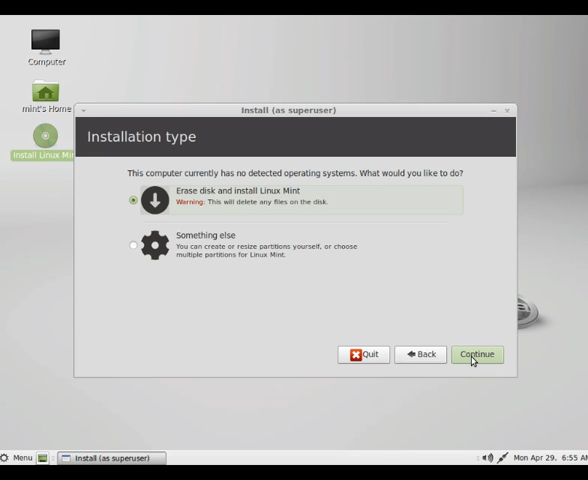 Computer
mint's Home
Install Linux Min
Install (as superuser)
Installation type
This computer currently has no detected operating systems. What would you like to do?
Erase disk and install Linux Mint
Warning: This will delete any files on the disk.
Something else
You can create or resize partitions yourself, or choose
multiple partitions for Linux Mint.
Quit
Back
Continue
Menu
Install (as superuser)
Mon Apr 29, 6:55 AM